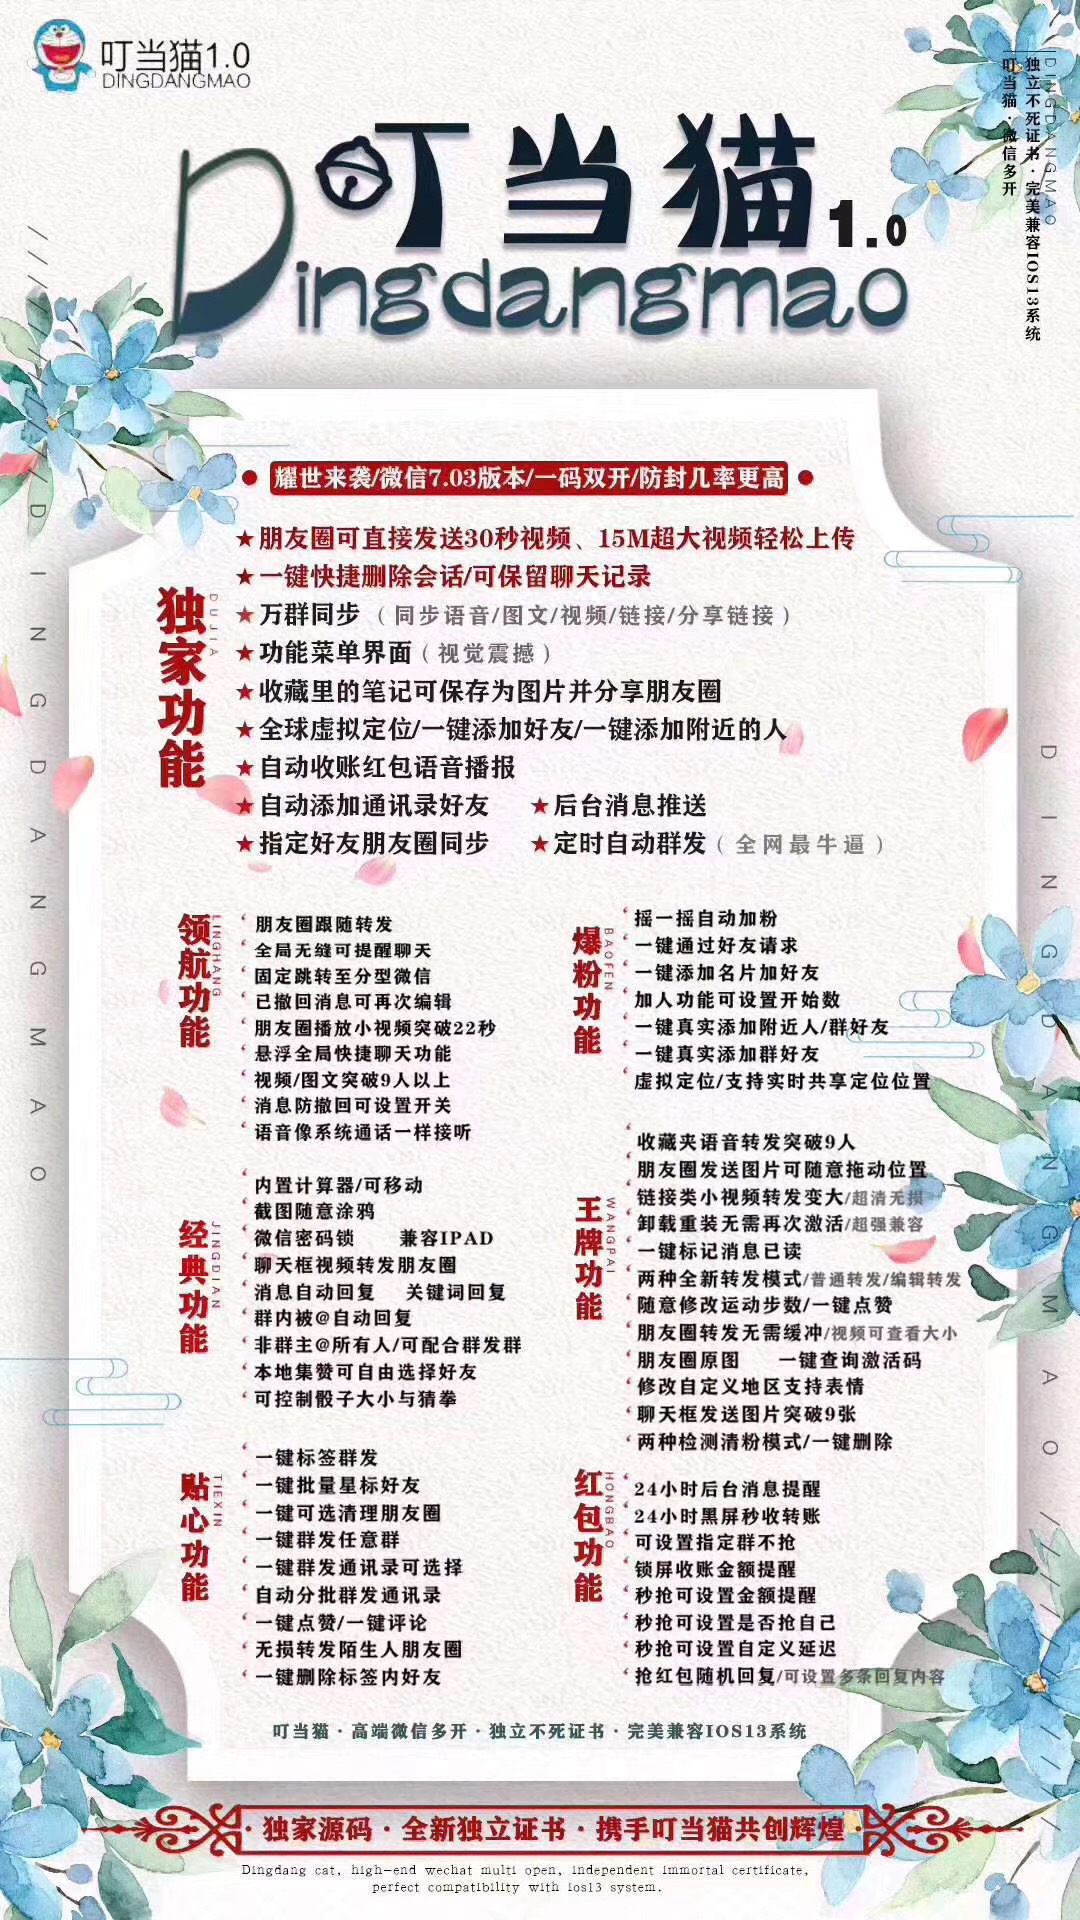 叮当猫1.0
DINGDANGMAO
DINGDANGMAO
独立不死证书·完美兼容IOS13系统
叮当猫·微信多开
叮当猫1.0
Dingdangmao
耀世来袭/微信7.03版本/一码双开/防封几率更高
独家功能
DUJIA
★朋友圈可直接发送30秒视频、15M超大视频轻松上传
★一键快捷删除会话/可保留聊天记录
★万群同步（同步语音/图文/视频/链接/分享链接）
★功能菜单界面（视觉震撼）
★收藏里的笔记可保存为图片并分享朋友圈
★全球虚拟定位/一键添加好友/一键添加附近的人
★自动收账红包语音播报
★自动添加通讯录好友 ★后台消息推送
★指定好友朋友圈同步 ★定时自动群发（全网最牛逼）
领航功能
LINGHANG
朋友圈跟随转发
全局无缝可提醒聊天
固定跳转至分型微信
已撤回消息可再次编辑
朋友圈播放小视频突破22秒
悬浮全局快捷聊天功能
视频/图文突破9人以上
消息防撤回可设置开关
语音像系统通话一样接听
爆粉功能
BAOFEN
摇一摇自动加粉
一键通过好友请求
一键添加名片加好友
加人功能可设置开始数
一键真实添加附近人/群好友
一键真实添加群好友
虚拟定位/支持实时共享定位位置
经典功能
JINGDIAN
内置计算器/可移动
截图随意涂鸦
微信密码锁 兼容IPAD
聊天框视频转发朋友圈
消息自动回复 关键词回复
群内被@自动回复
非群主@所有人/可配合群发群
本地集赞可自由选择好友
可控制骰子大小与猜拳
王牌功能
WANGPAI
收藏夹语音转发突破9人
朋友圈发送图片可随意拖动位置
链接类小视频转发变大/超清无损
卸载重装无需再次激活/超强兼容
一键标记消息已读
两种全新转发模式/普通转发/编辑转发
随意修改运动步数/一键点赞
朋友圈转发无需缓冲/视频可查看大小
朋友圈原图 一键查询激活码
修改自定义地区支持表情
聊天框发送图片突破9张
两种检测清粉模式/一键删除
贴心功能
TIEXIN
一键标签群发
一键批量星标好友
一键可选清理朋友圈
一键群发任意群
一键群发通讯录可选择
自动分批群发通讯录
一键点赞/一键评论
无损转发陌生人朋友圈
一键删除标签内好友
红包功能
HONGBAO
24小时后台消息提醒
24小时黑屏秒收转账
可设置指定群不抢
锁屏收账金额提醒
秒抢可设置金额提醒
秒抢可设置是否抢自己
秒抢可设置自定义延迟
抢红包随机回复/可设置多条回复内容
DINGDANGMAO
DINGDANGMAO
叮当猫·高端微信多开·独立不死证书·完美兼容IOS13系统
·独家源码·全新独立证书·携手叮当猫共创辉煌·
Dingdang cat, high-end wechat multi open, independent immortal certificate,
perfect compatibility with ios13 system.